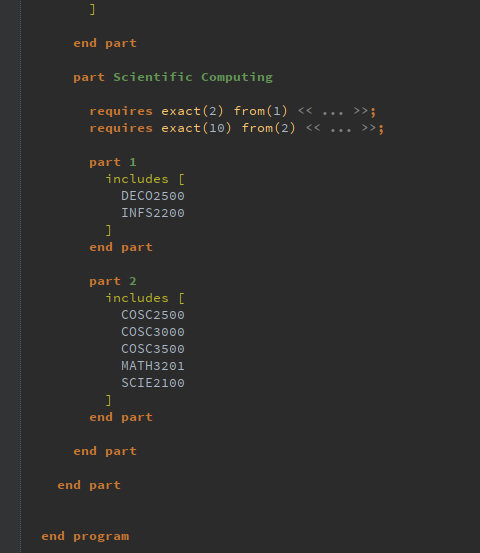 ]
end part
part Scientific Computing
requires exact(2) from(1) << ... >>;
requires exact(10) from(2) << ... >>;
part 1
includes [
DECO2500
INFS2200
]
end part
part 2
includes [
COSC2500
COSC3000
COSC3500
MATH3201
SCIE2100
]
end part
end part
end part
end program